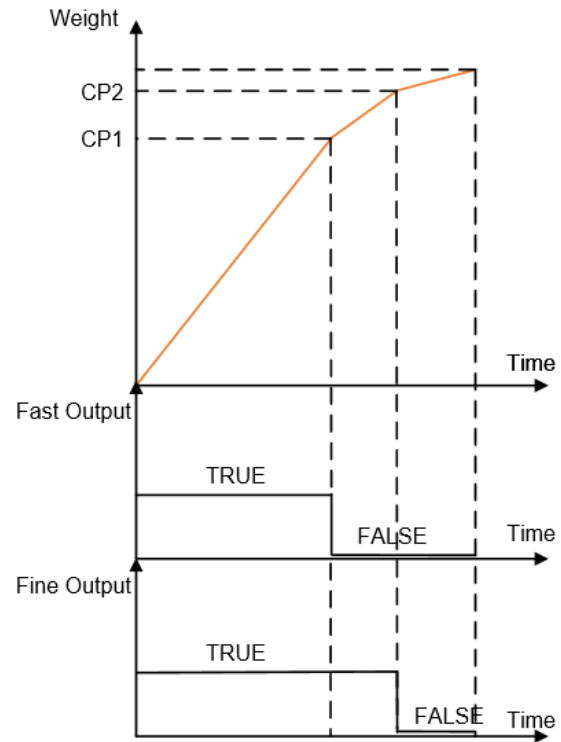 Weight
CP2
CP1
Time
Fast Output
TRUE
FALSE
Time
Fine Output
TRUE
FALSE
Time